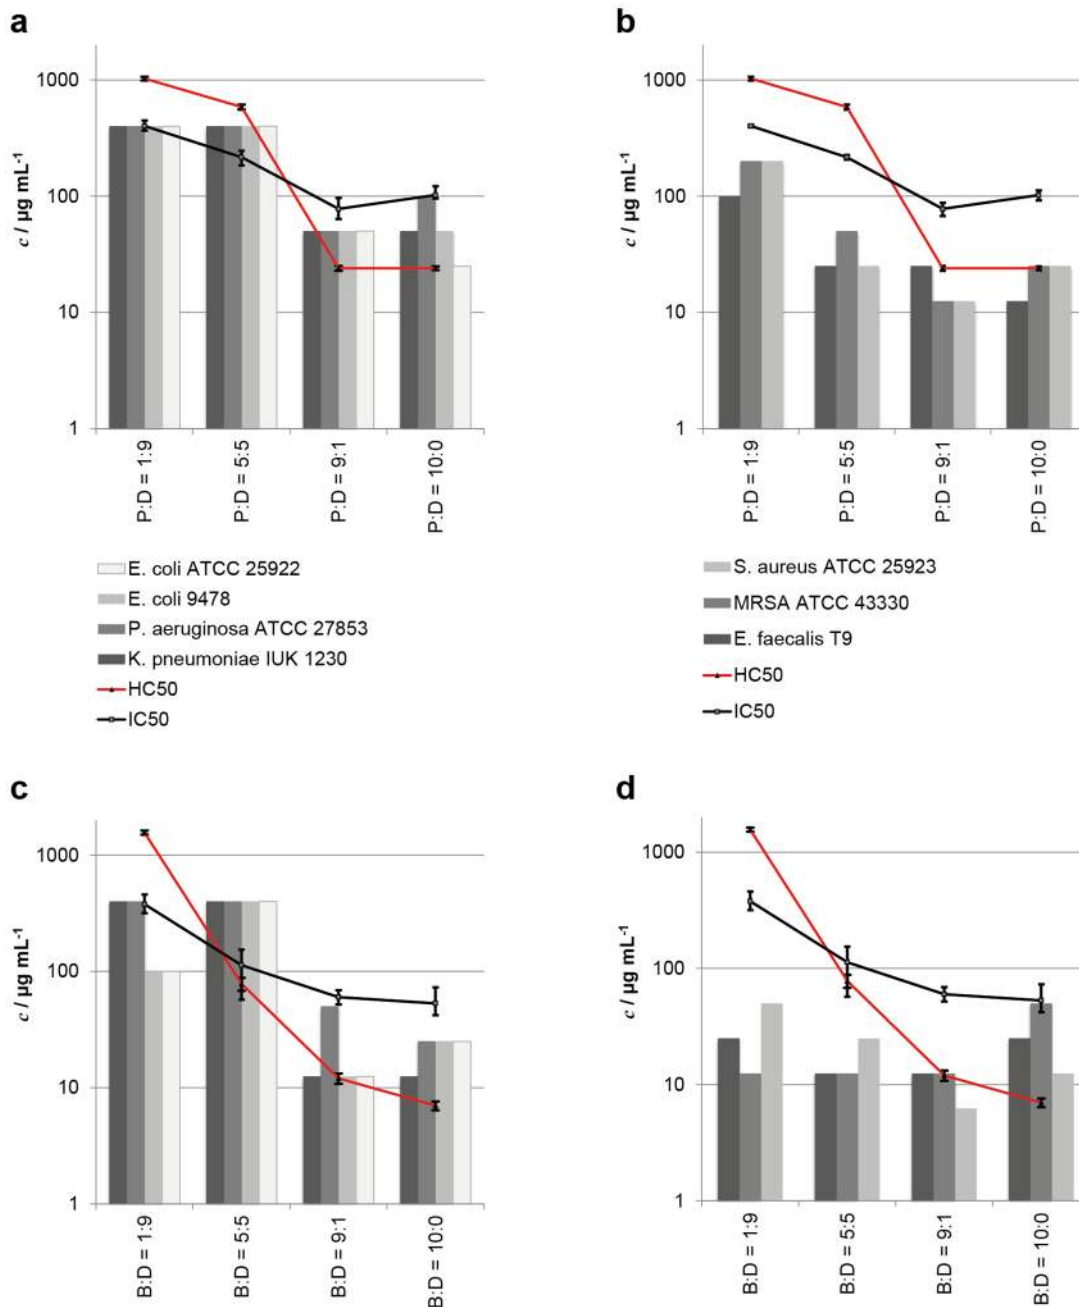 a
1000
100
10
1
c / µg mL⁻¹
P:D = 1:9
P:D = 5:5
P:D = 9:1
P:D = 10:0
E. coli ATCC 25922
E. coli 9478
P. aeruginosa ATCC 27853
K. pneumoniae IUK 1230
HC50
IC50
b
1000
100
10
1
c / µg mL⁻¹
P:D = 1:9
P:D = 5:5
P:D = 9:1
P:D = 10:0
S. aureus ATCC 25923
MRSA ATCC 43330
E. faecalis T9
HC50
IC50
c
1000
100
10
1
c / µg mL⁻¹
B:D = 1:9
B:D = 5:5
B:D = 9:1
B:D = 10:0
d
1000
100
10
1
c / µg mL⁻¹
B:D = 1:9
B:D = 5:5
B:D = 9:1
B:D = 10:0